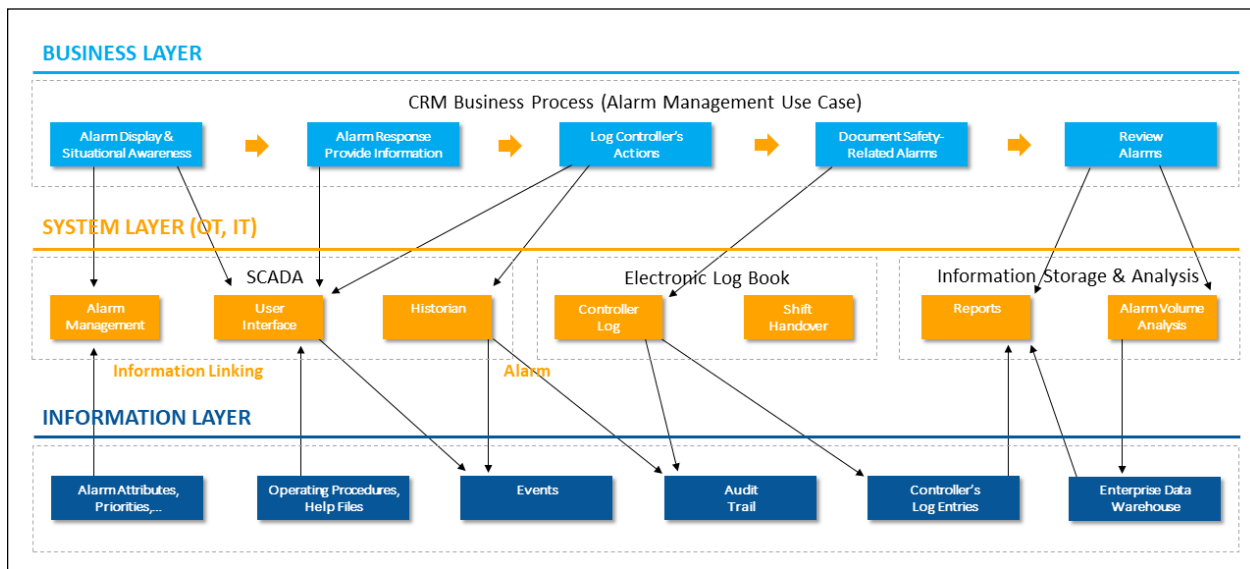 BUSINESS LAYER
CRM Business Process (Alarm Management Use Case)
Alarm Display &
Situational Awareness
Alarm Response
Provide Information
Log Controller's
Actions
Document Safety-
Related Alarms
Review
Alarms
SYSTEM LAYER (OT, IT)
SCADA
Electronic Log Book
Information Storage & Analysis
Alarm
Management
User
Interface
Historian
Controller
Log
Shift
Handover
Reports
Alarm Volume
Analysis
Information Linking
Alarm
INFORMATION LAYER
Alarm Attributes,
Priorities,...
Operating Procedures,
Help Files
Events
Audit
Trail
Controller's
Log Entries
Enterprise Data
Warehouse